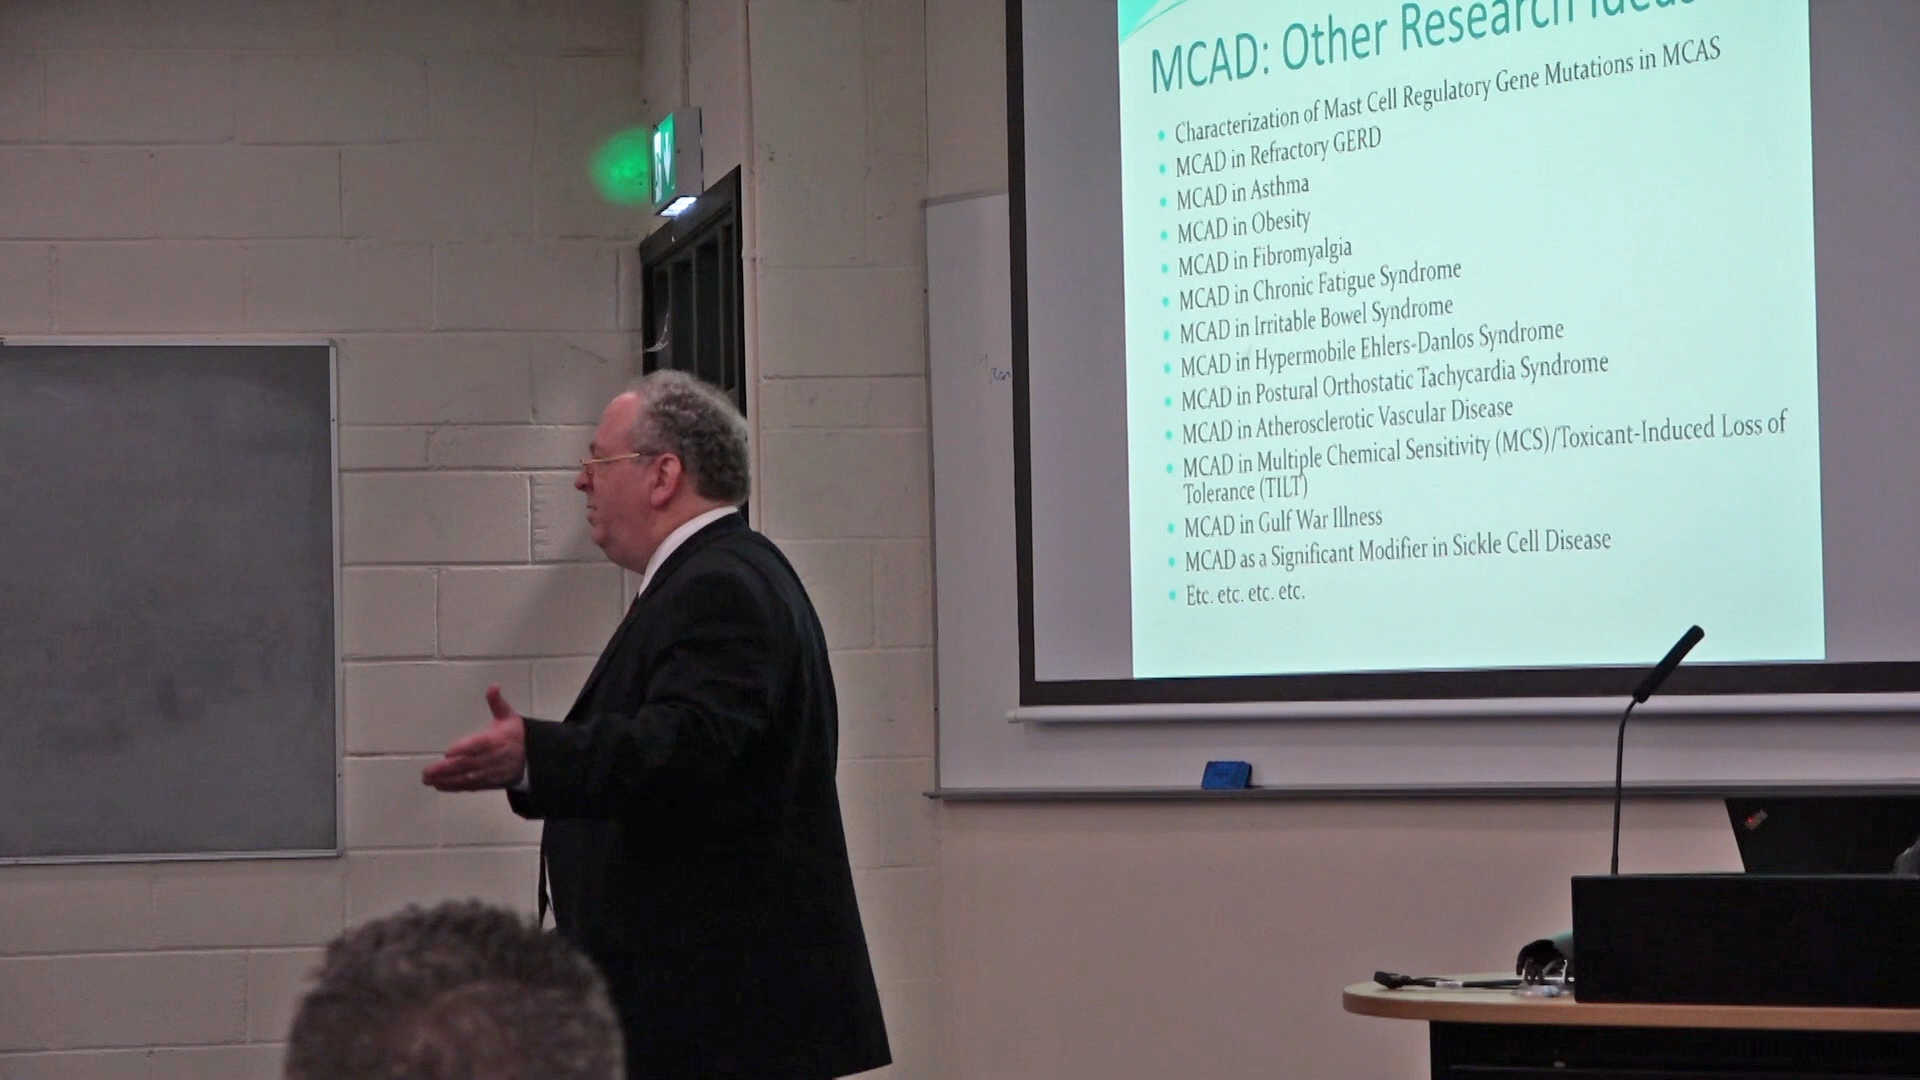 MCAD: Other Research Ideas
• Characterization of Mast Cell Regulatory Gene Mutations in MCAS
• MCAD in Refractory GERD
• MCAD in Asthma
• MCAD in Obesity
• MCAD in Fibromyalgia
• MCAD in Chronic Fatigue Syndrome
• MCAD in Irritable Bowel Syndrome
• MCAD in Hypermobile Ehlers-Danlos Syndrome
• MCAD in Postural Orthostatic Tachycardia Syndrome
• MCAD in Atherosclerotic Vascular Disease
• MCAD in Multiple Chemical Sensitivity (MCS)/Toxicant-Induced Loss of
Tolerance (TILT)
• MCAD in Gulf War Illness
• MCAD as a Significant Modifier in Sickle Cell Disease
• Etc. etc. etc. etc.